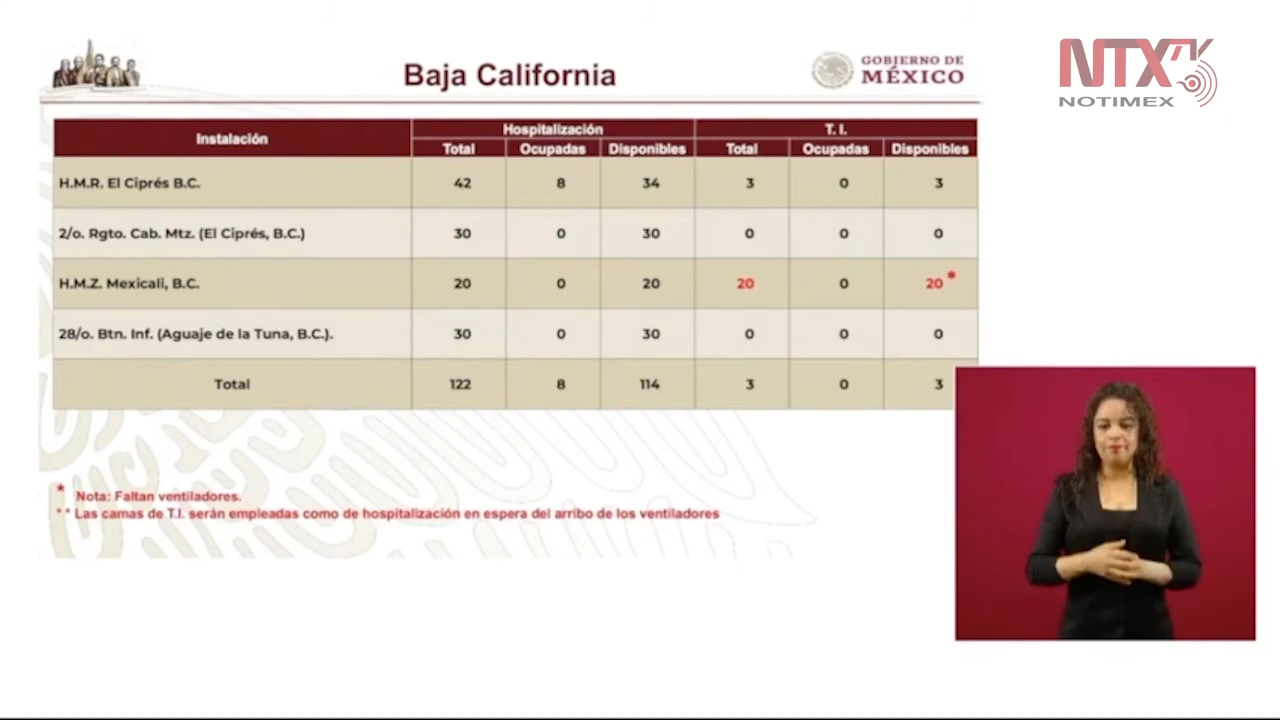 NTX TV
NOTIMEX
Baja California
GOBIERNO DE
MÉXICO
Instalación Hospitalización T. I.
Total Ocupadas Disponibles Total Ocupadas Disponibles
H.M.R. El Ciprés B.C. 42 8 34 3 0 3
2/o. Rgto. Cab. Mtz. (El Ciprés, B.C.) 30 0 30 0 0 0
H.M.Z. Mexicali, B.C. 20 0 20 20 0 20 *
28/o. Btn. Inf. (Aguaje de la Tuna, B.C.). 30 0 30 0 0 0
Total 122 8 114 3 0 3
* Nota: Faltan ventiladores.
** Las camas de T.I. serán empleadas como de hospitalización en espera del arribo de los ventiladores